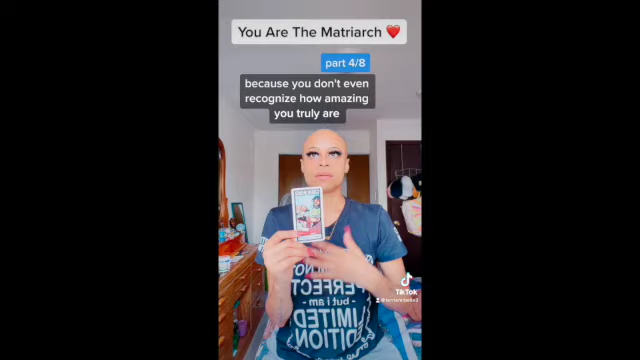 You Are The Matriarch ❤️
part 4/8
because you don't even
recognize how amazing
you truly are
PERFECT
- but i am -
LIMITED
EDITION
TikTok